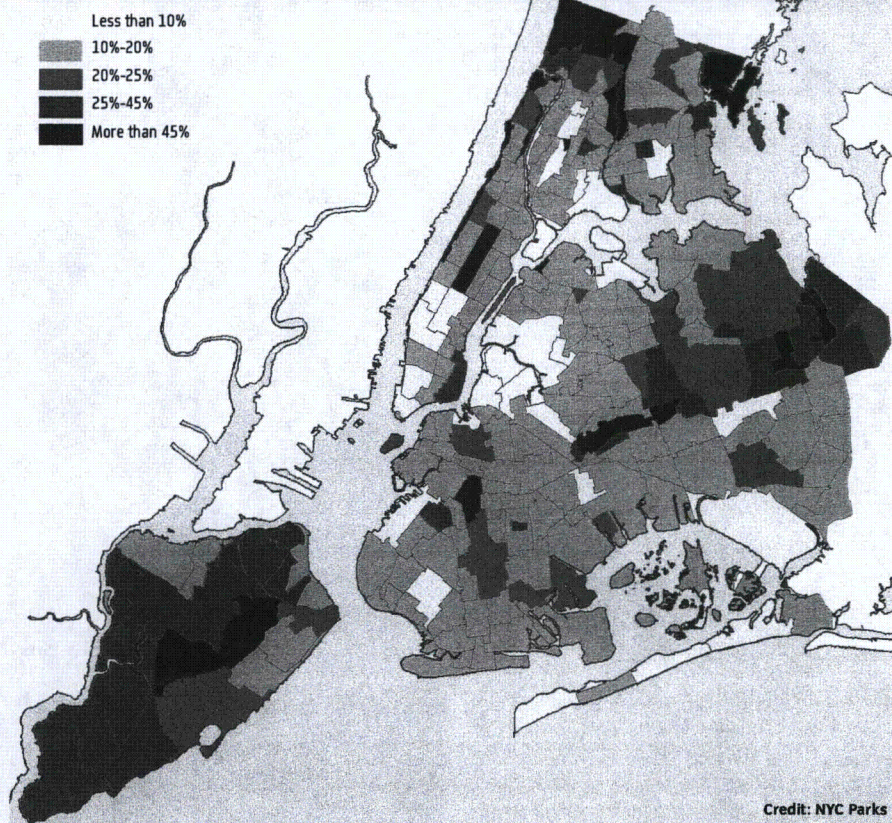 Less than 10%
10%-20%
20%-25%
25%-45%
More than 45%
Credit: NYC Parks